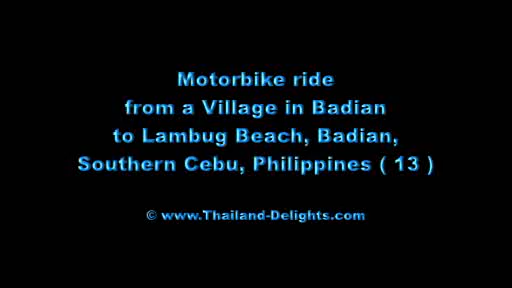 Motorbike ride
from a Village in Badian
to Lambug Beach, Badian,
Southern Cebu, Philippines ( 13 )
© www.Thailand-Delights.com